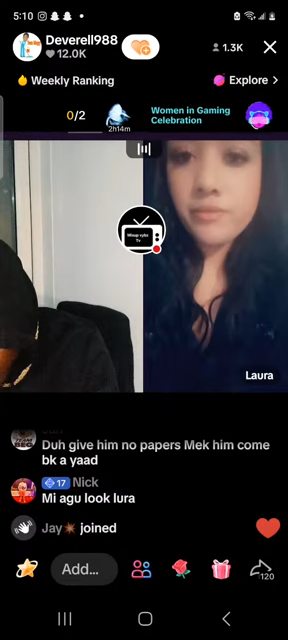 5:10
Deverell988
12.0K
1.3K
Weekly Ranking
Explore >
0/2
2h14m
Women in Gaming
Celebration
Tv
Laura
Duh give him no papers Mek him come
bk a yaad
17 Nick
Mi agu look lura
Jay joined
Add...
120